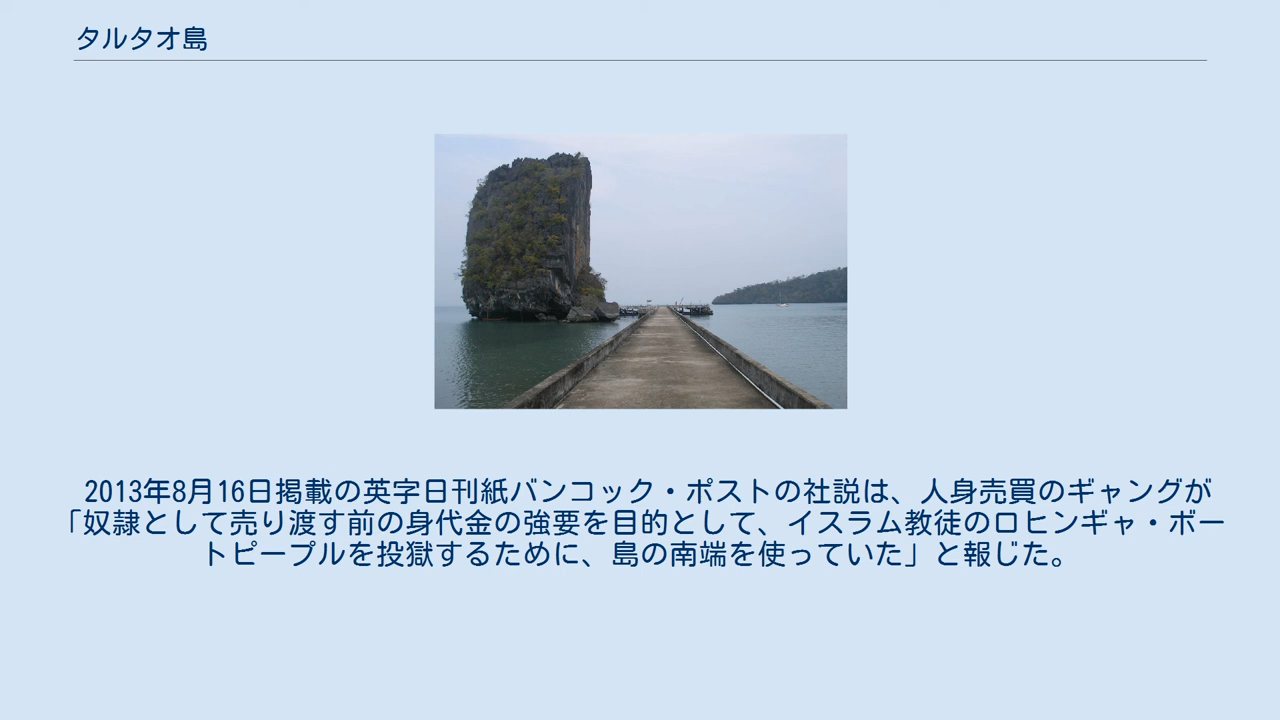 タルタオ島
2013年8月16日掲載の英字日刊紙バンコック・ポストの社説は、人身売買のギャングが
「奴隷として売り渡す前の身代金の強要を目的として、イスラム教徒のロヒンギャ・ボー
トピープルを投獄するために、島の南端を使っていた」と報じた。